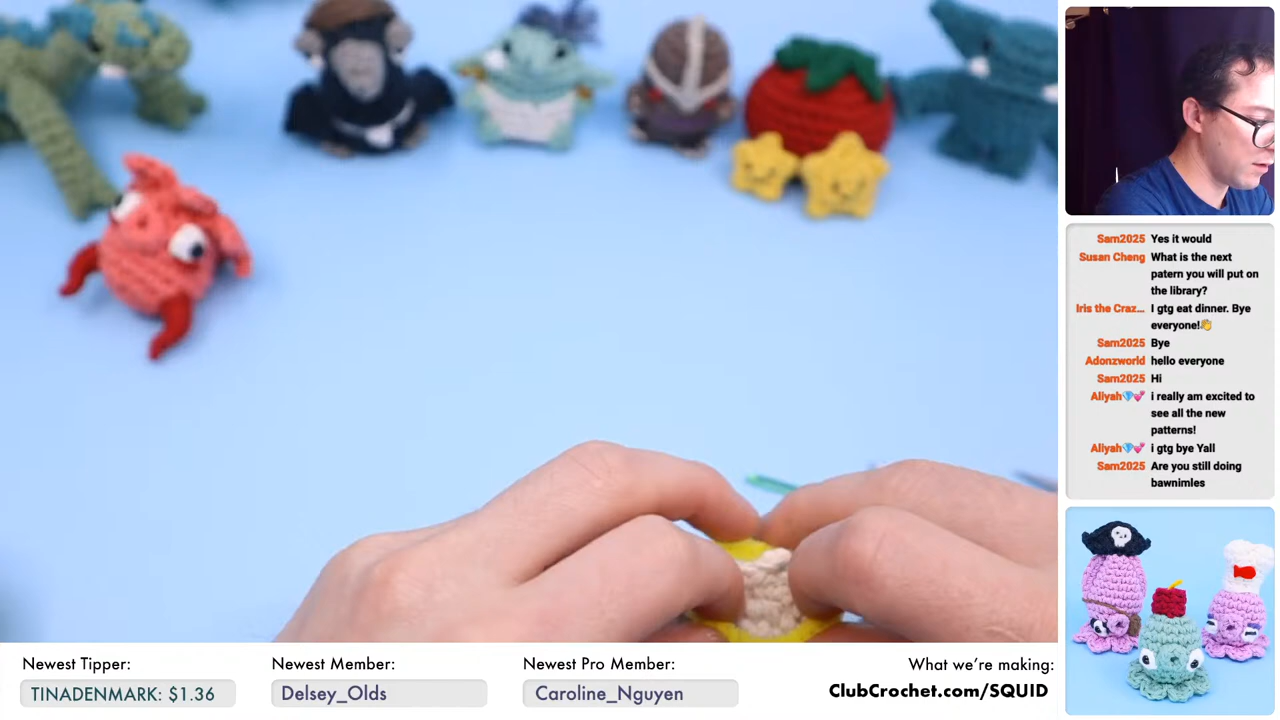 Sam2025 Yes it would
Susan Cheng What is the next
patern you will put on
the library?
Iris the Craz... I gtg eat dinner. Bye
everyone!👋
Sam2025 Bye
Adonzworld hello everyone
Sam2025 Hi
Aliyah💎💕 i really am excited to
see all the new
patterns!
Aliyah💎💕 i gtg bye Yall
Sam2025 Are you still doing
bawnimles
Newest Tipper:
TINADENMARK: $1.36
Newest Member:
Delsey_Olds
Newest Pro Member:
Caroline_Nguyen
What we're making:
ClubCrochet.com/SQUID